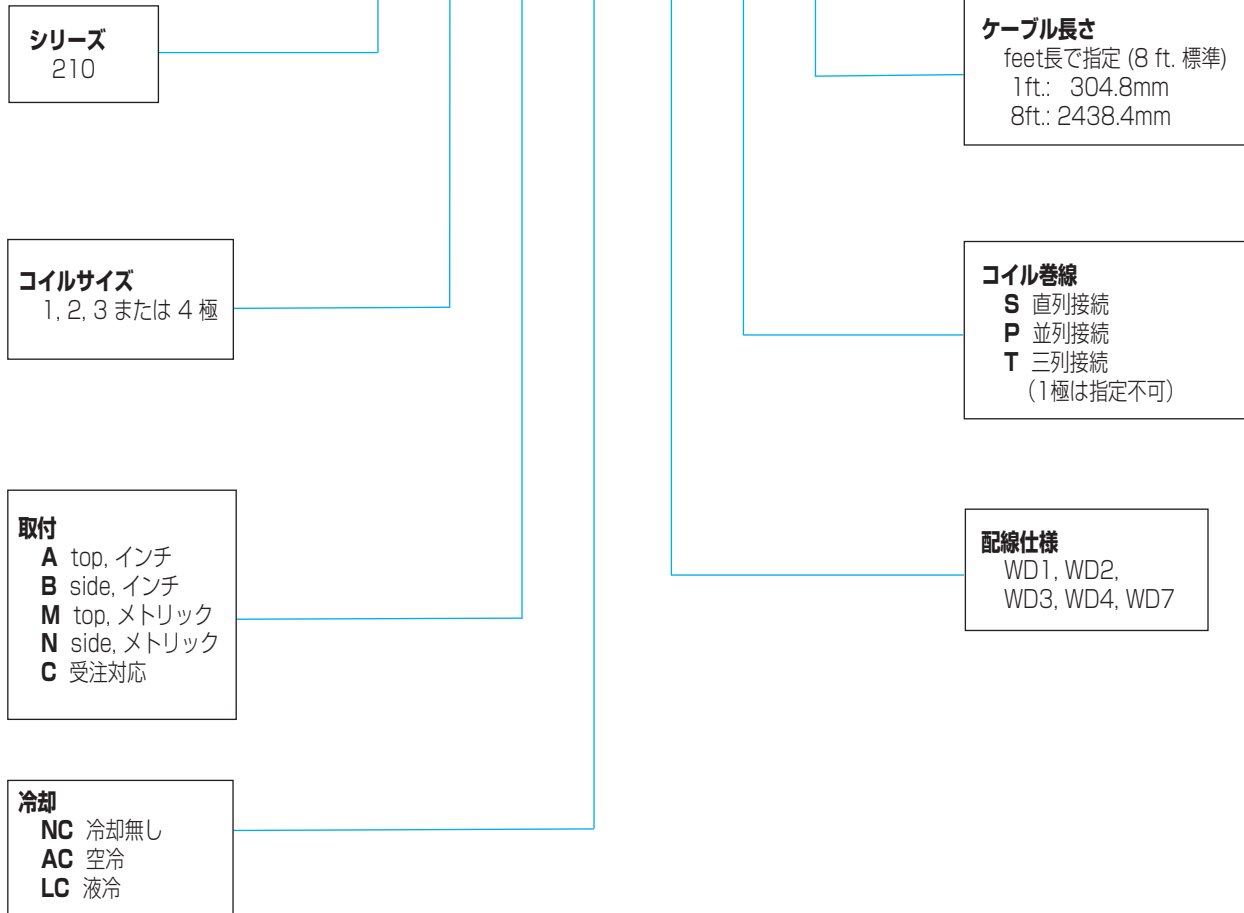 シリーズ
210
コイルサイズ
1, 2, 3 または 4 極
取付
A top, インチ
B side, インチ
M top, メトリック
N side, メトリック
C 受注対応
冷却
NC 冷却無し
AC 空冷
LC 液冷
ケーブル長さ
feet長で指定 (8 ft. 標準)
1ft.: 304.8mm
8ft.: 2438.4mm
コイル巻線
S 直列接続
P 並列接続
T 三列接続
（1極は指定不可）
配線仕様
WD1, WD2,
WD3, WD4, WD7